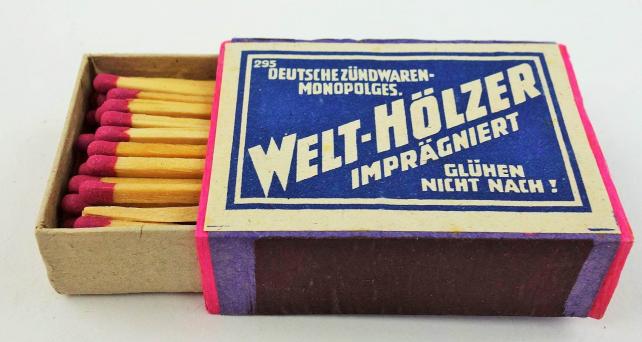 295
DEUTSCHE ZÜNDWAREN-
MONOPOLGES.
WELT-HÖLZER
IMPRÄGNIERT
GLÜHEN
NICHT NACH!